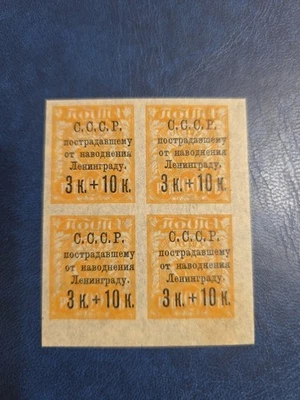 С.С.С.Р. С.С.С.Р.
пострадавшему пострадавшему
от наводнения от наводнения
Ленинграду. Ленинграду.
3 к. + 10 к. 3 к. + 10 к.
С.С.С.Р. С.С.С.Р.
пострадавшему пострадавшему
от наводнения от наводнения
Ленинграду. Ленинграду.
3 к. + 10 к. 3 к. + 10 к.